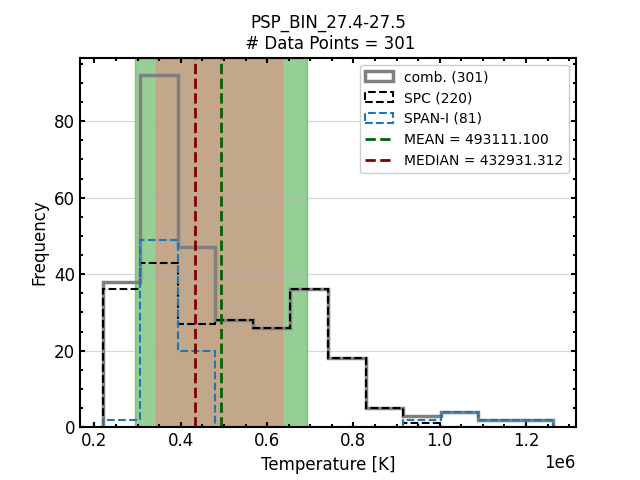 PSP_BIN_27.4-27.5
# Data Points = 301
comb. (301)
SPC (220)
SPAN-I (81)
MEAN = 493111.100
MEDIAN = 432931.312
Frequency
80
60
40
20
0
0.2 0.4 0.6 0.8 1.0 1.2
1e6
Temperature [K]